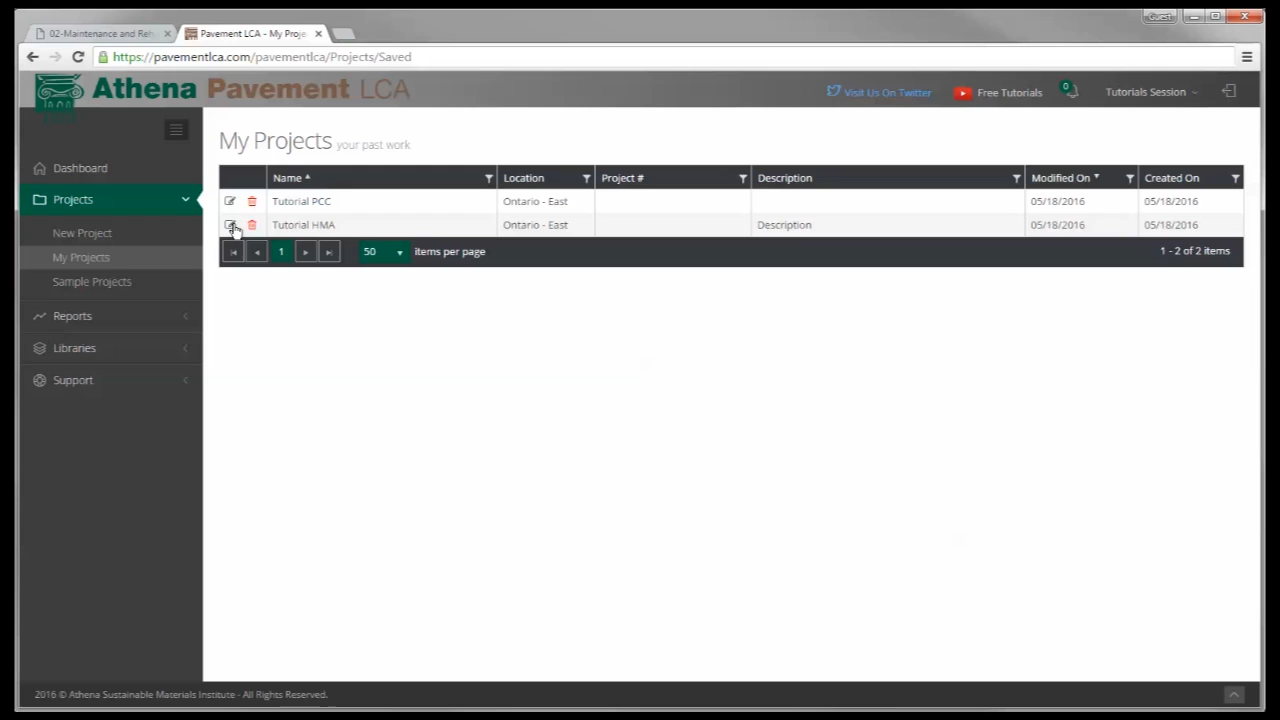 Guest
02-Maintenance and Reh
Pavement LCA - My Proje
https://pavementlca.com/pavementlca/Projects/Saved
Athena Pavement LCA
Visit Us On Twitter
Free Tutorials
0
Tutorials Session
My Projects your past work
Dashboard
Projects
New Project
My Projects
Sample Projects
Reports
Libraries
Support
Name Location Project # Description Modified On Created On
Tutorial PCC Ontario - East 05/18/2016 05/18/2016
Tutorial HMA Ontario - East Description 05/18/2016 05/18/2016
1 50 items per page 1 - 2 of 2 items
2016 © Athena Sustainable Materials Institute - All Rights Reserved.